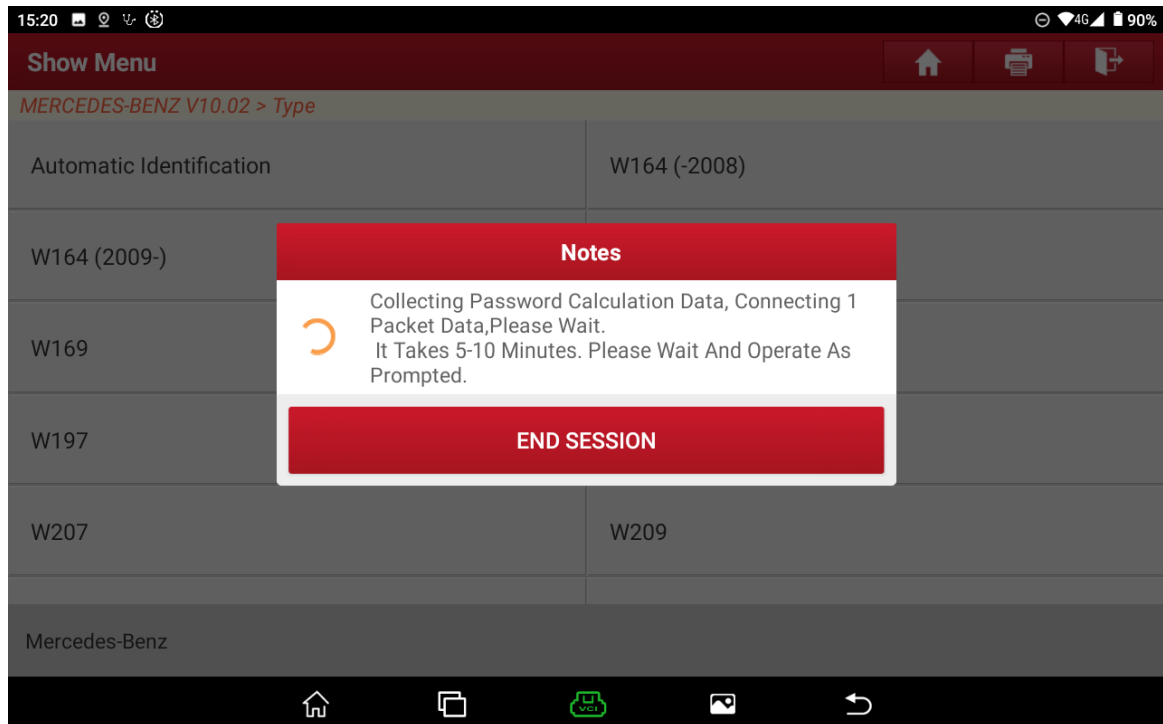 15:20 4G 90%
Show Menu
MERCEDES-BENZ V10.02 > Type
Automatic Identification W164 (-2008)
W164 (2009-)
Notes
Collecting Password Calculation Data, Connecting 1
Packet Data,Please Wait.
It Takes 5-10 Minutes. Please Wait And Operate As
Prompted.
W169
END SESSION
W197
W207 W209
Mercedes-Benz
VCI